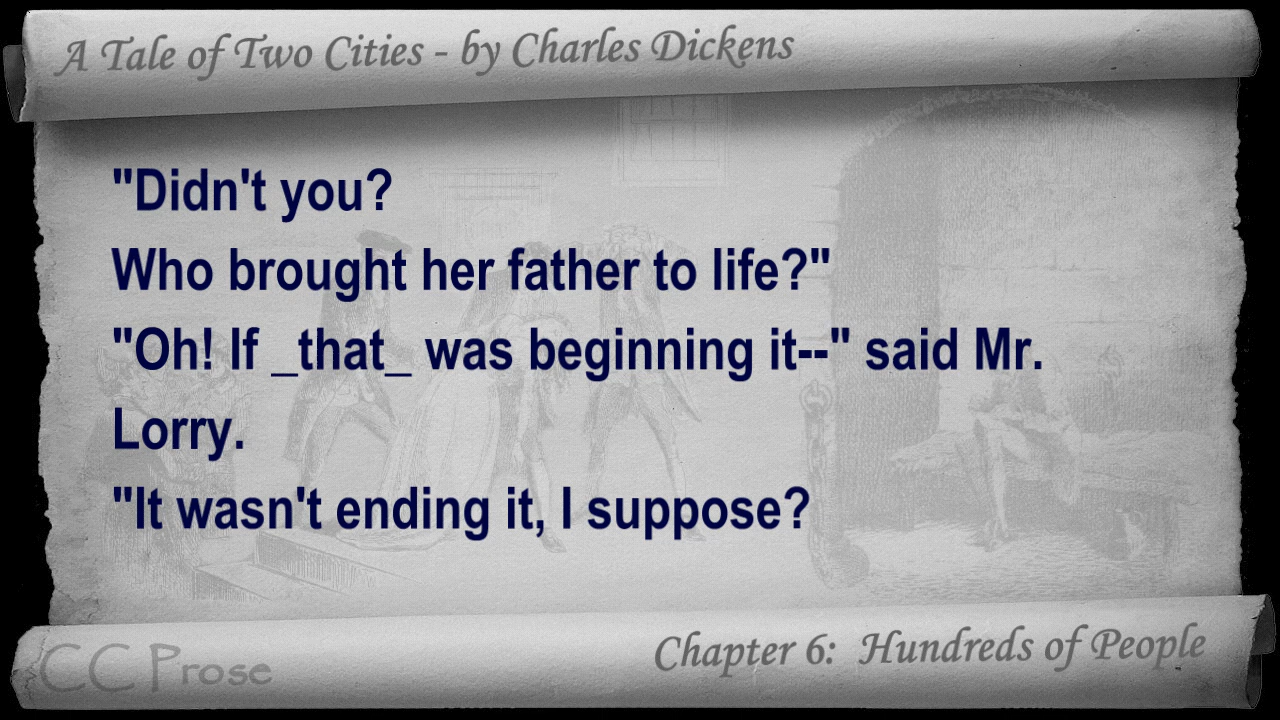 A Tale of Two Cities - by Charles Dickens
"Didn't you?
Who brought her father to life?"
"Oh! If _that_ was beginning it--" said Mr.
Lorry.
"It wasn't ending it, I suppose?
CC Prose
Chapter 6: Hundreds of People